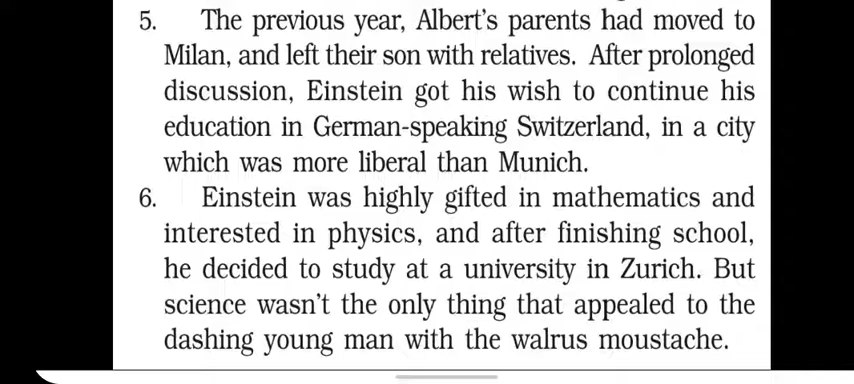 5. The previous year, Albert's parents had moved to
Milan, and left their son with relatives. After prolonged
discussion, Einstein got his wish to continue his
education in German-speaking Switzerland, in a city
which was more liberal than Munich.
6. Einstein was highly gifted in mathematics and
interested in physics, and after finishing school,
he decided to study at a university in Zurich. But
science wasn't the only thing that appealed to the
dashing young man with the walrus moustache.